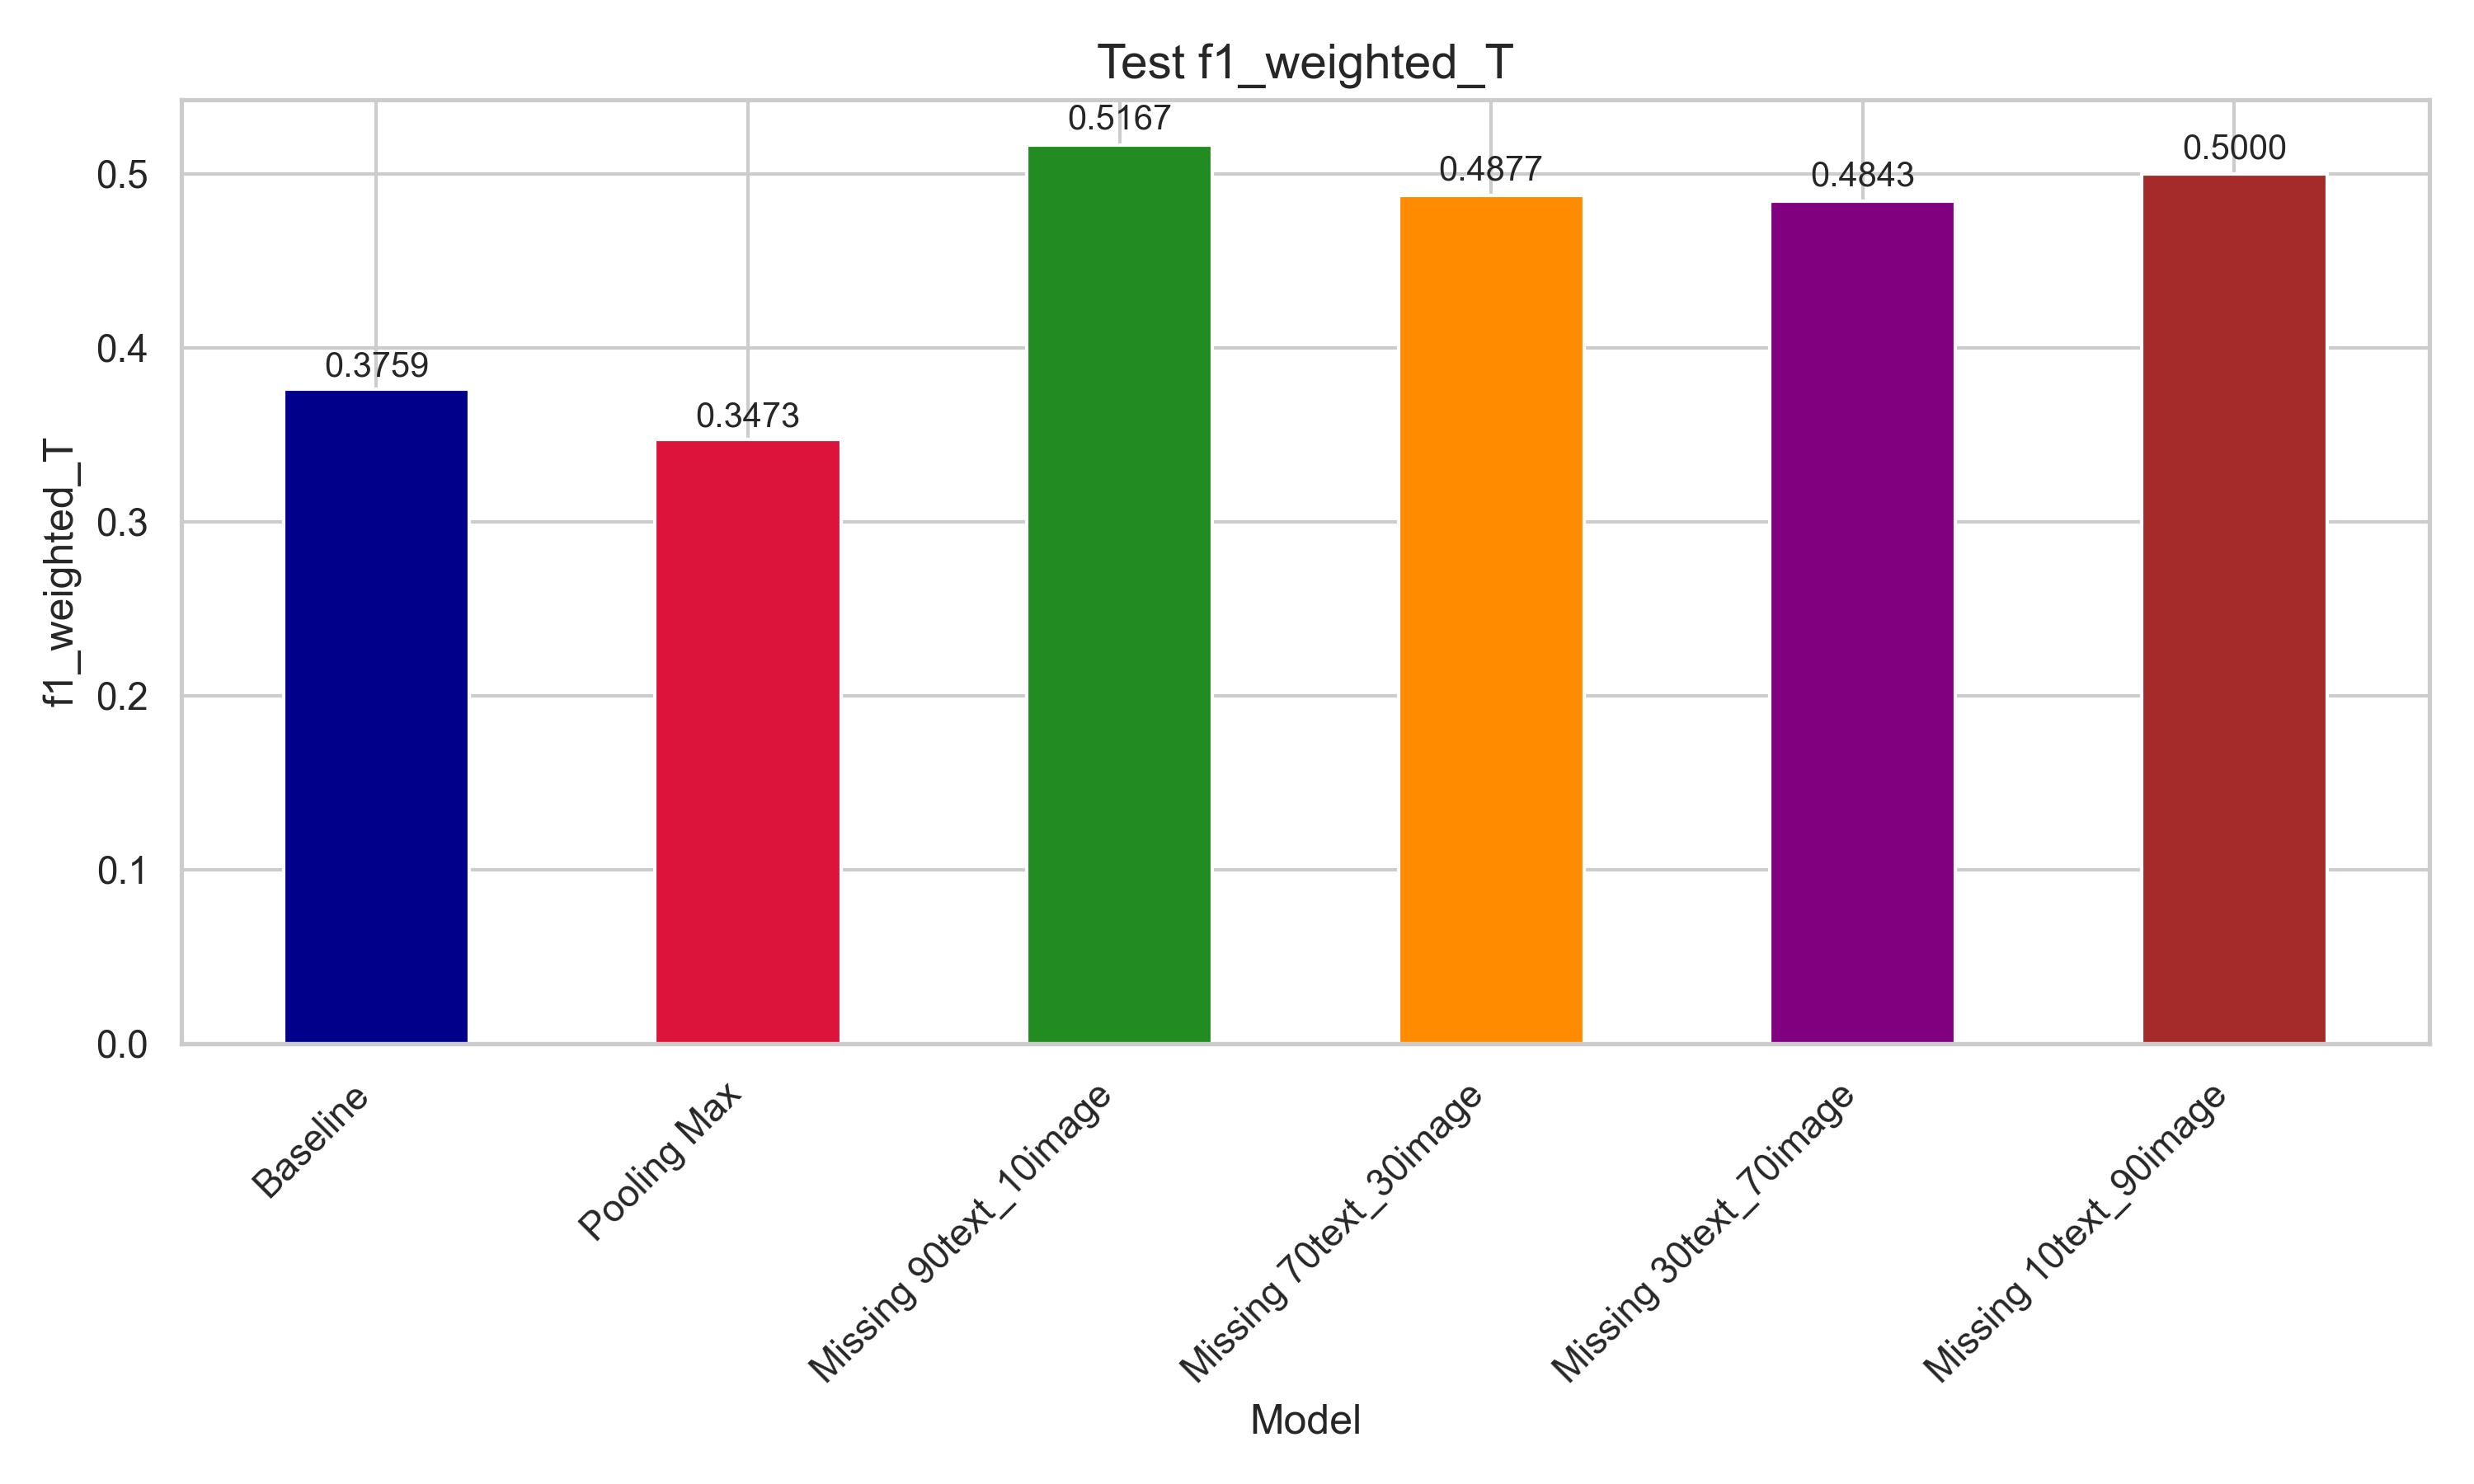 Test f1_weighted_T
f1_weighted_T
0.5
0.4
0.3
0.2
0.1
0.0
0.3759
0.3473
0.5167
0.4877
0.4843
0.5000
Baseline
Pooling Max
Missing 90text_10image
Missing 70text_30image
Missing 30text_70image
Missing 10text_90image
Model